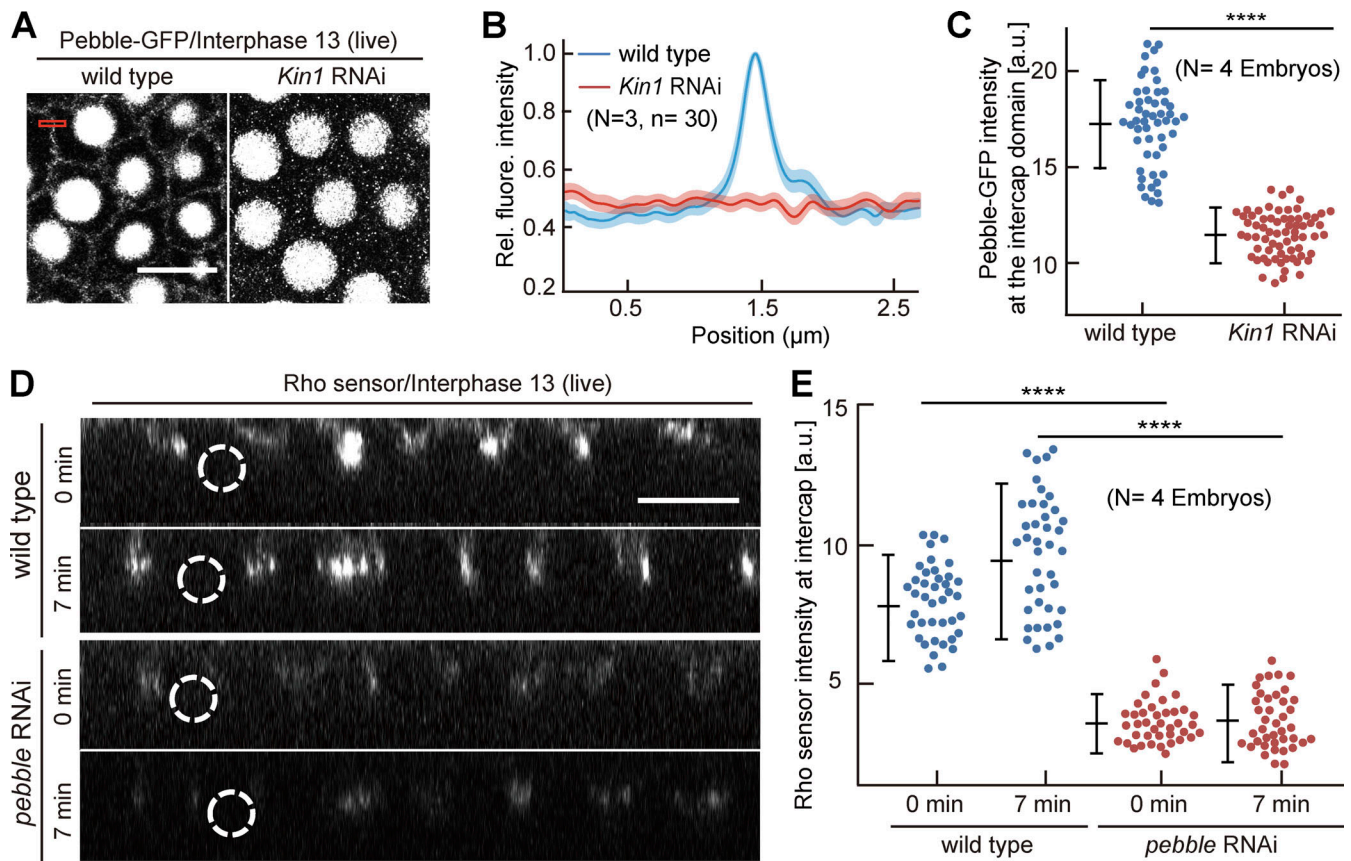 A
Pebble-GFP/Interphase 13 (live)
wild type
Kin1 RNAi
B
Rel. fluore. intensity
1.0
0.8
0.6
0.4
0.2
wild type
Kin1 RNAi
(N=3, n= 30)
0.5
1.5
2.5
Position (µm)
C
Pebble-GFP intensity
at the intercap domain [a.u.]
20
15
10
****
(N= 4 Embryos)
wild type
Kin1 RNAi
D
Rho sensor/Interphase 13 (live)
wild type
0 min
7 min
pebble RNAi
0 min
7 min
E
Rho sensor intensity at intercap [a.u.]
15
10
5
****
****
(N= 4 Embryos)
0 min
7 min
0 min
7 min
wild type
pebble RNAi